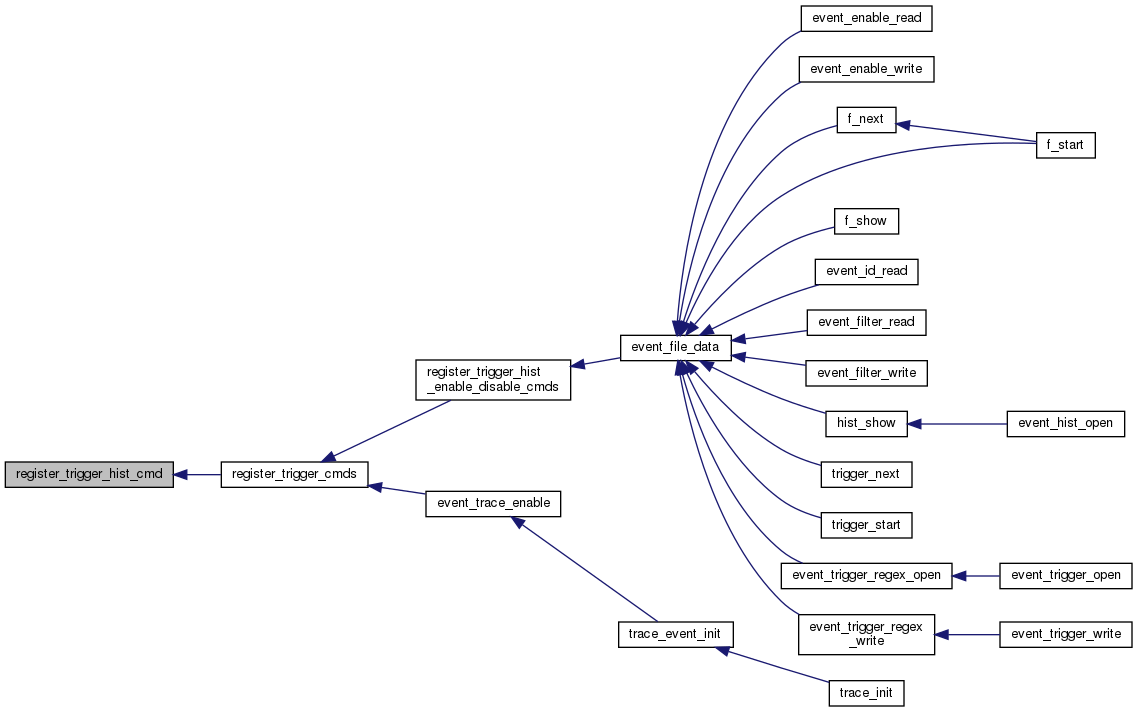 event_enable_read
event_enable_write
f_next
f_start
f_show
event_id_read
event_filter_read
event_file_data
event_filter_write
register_trigger_hist
_enable_disable_cmds
hist_show
event_hist_open
register_trigger_hist_cmd
register_trigger_cmds
trigger_next
event_trace_enable
trigger_start
event_trigger_regex_open
event_trigger_open
event_trigger_regex
_write
trace_event_init
event_trigger_write
trace_init